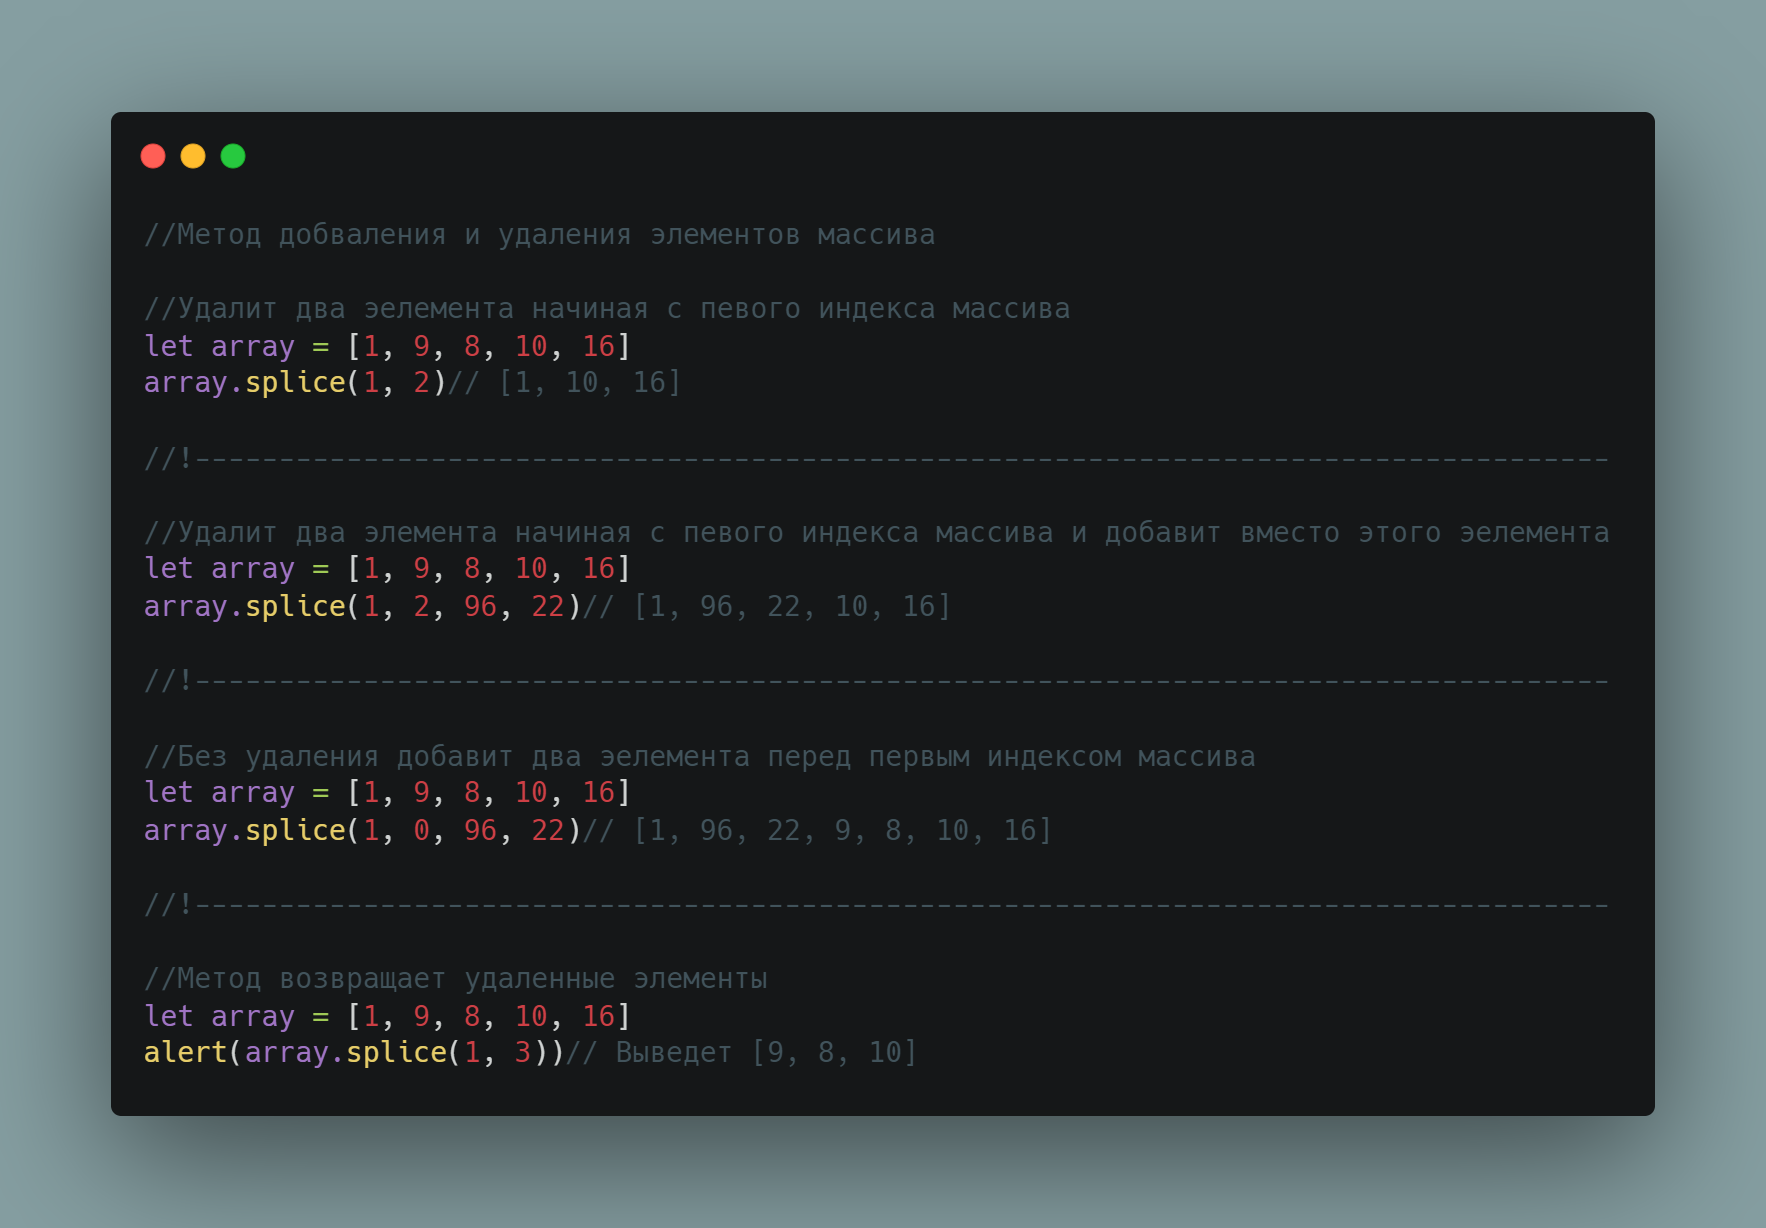 //Метод добваления и удаления элементов массива
//Удалит два эелемента начиная с певого индекса массива
let array = [1, 9, 8, 10, 16]
array.splice(1, 2)// [1, 10, 16]
//!------------------------------------------------------------------------------------
//Удалит два элемента начиная с певого индекса массива и добавит вместо этого эелемента
let array = [1, 9, 8, 10, 16]
array.splice(1, 2, 96, 22)// [1, 96, 22, 10, 16]
//!------------------------------------------------------------------------------------
//Без удаления добавит два эелемента перед первым индексом массива
let array = [1, 9, 8, 10, 16]
array.splice(1, 0, 96, 22)// [1, 96, 22, 9, 8, 10, 16]
//!------------------------------------------------------------------------------------
//Метод возвращает удаленные элементы
let array = [1, 9, 8, 10, 16]
alert(array.splice(1, 3))// Выведет [9, 8, 10]